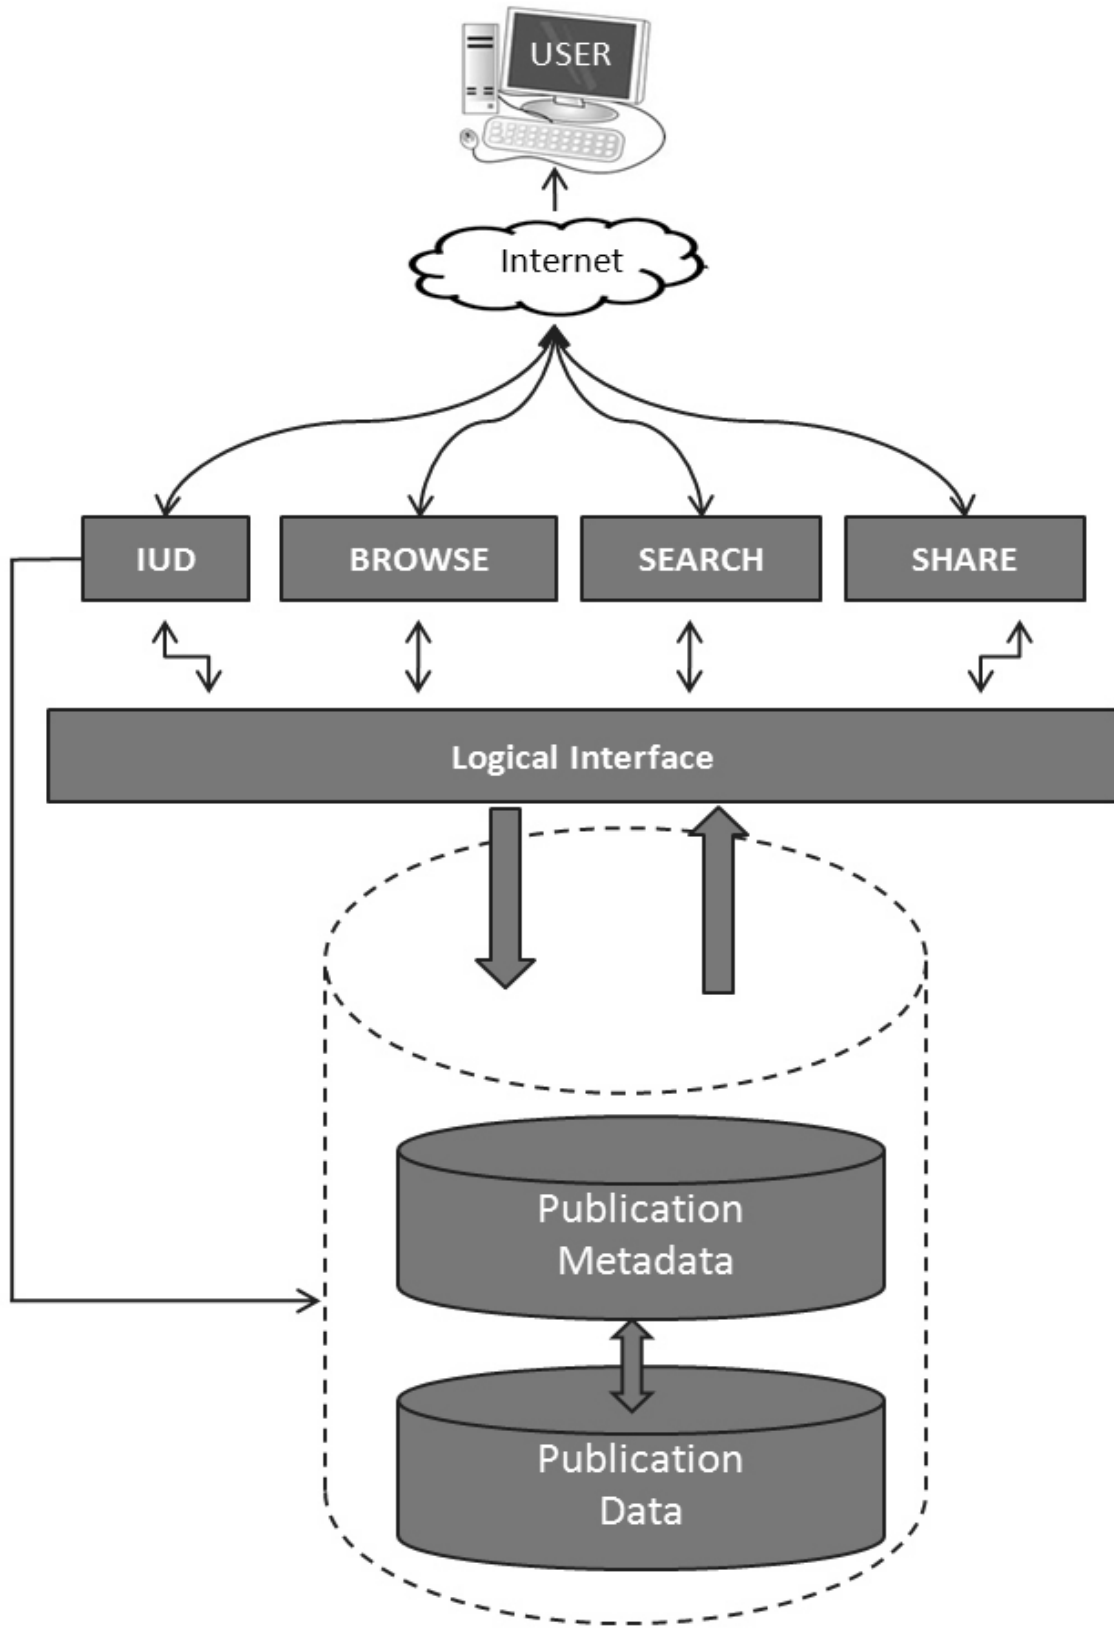 USER
Internet
IUD
BROWSE
SEARCH
SHARE
Logical Interface
Publication
Metadata
Publication
Data